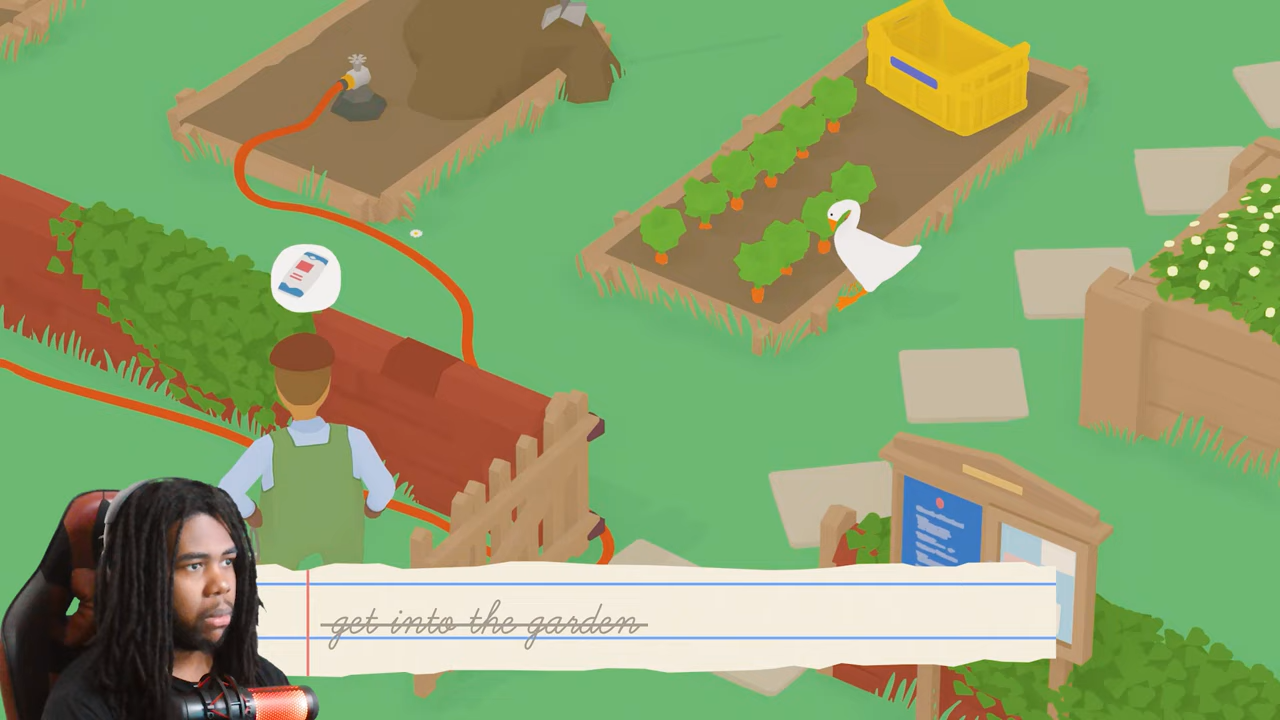 get into the garden